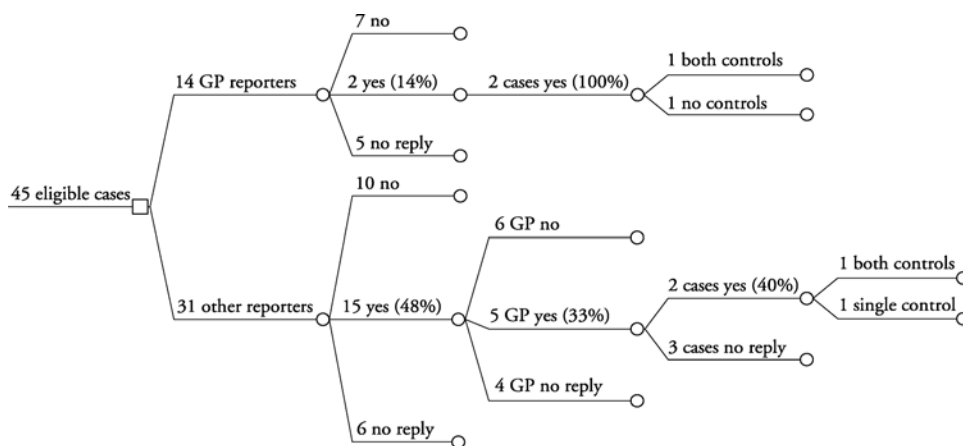 7 no
14 GP reporters
2 yes (14%)
2 cases yes (100%)
1 both controls
1 no controls
5 no reply
45 eligible cases
10 no
6 GP no
31 other reporters
15 yes (48%)
5 GP yes (33%)
2 cases yes (40%)
1 both controls
1 single control
3 cases no reply
4 GP no reply
6 no reply